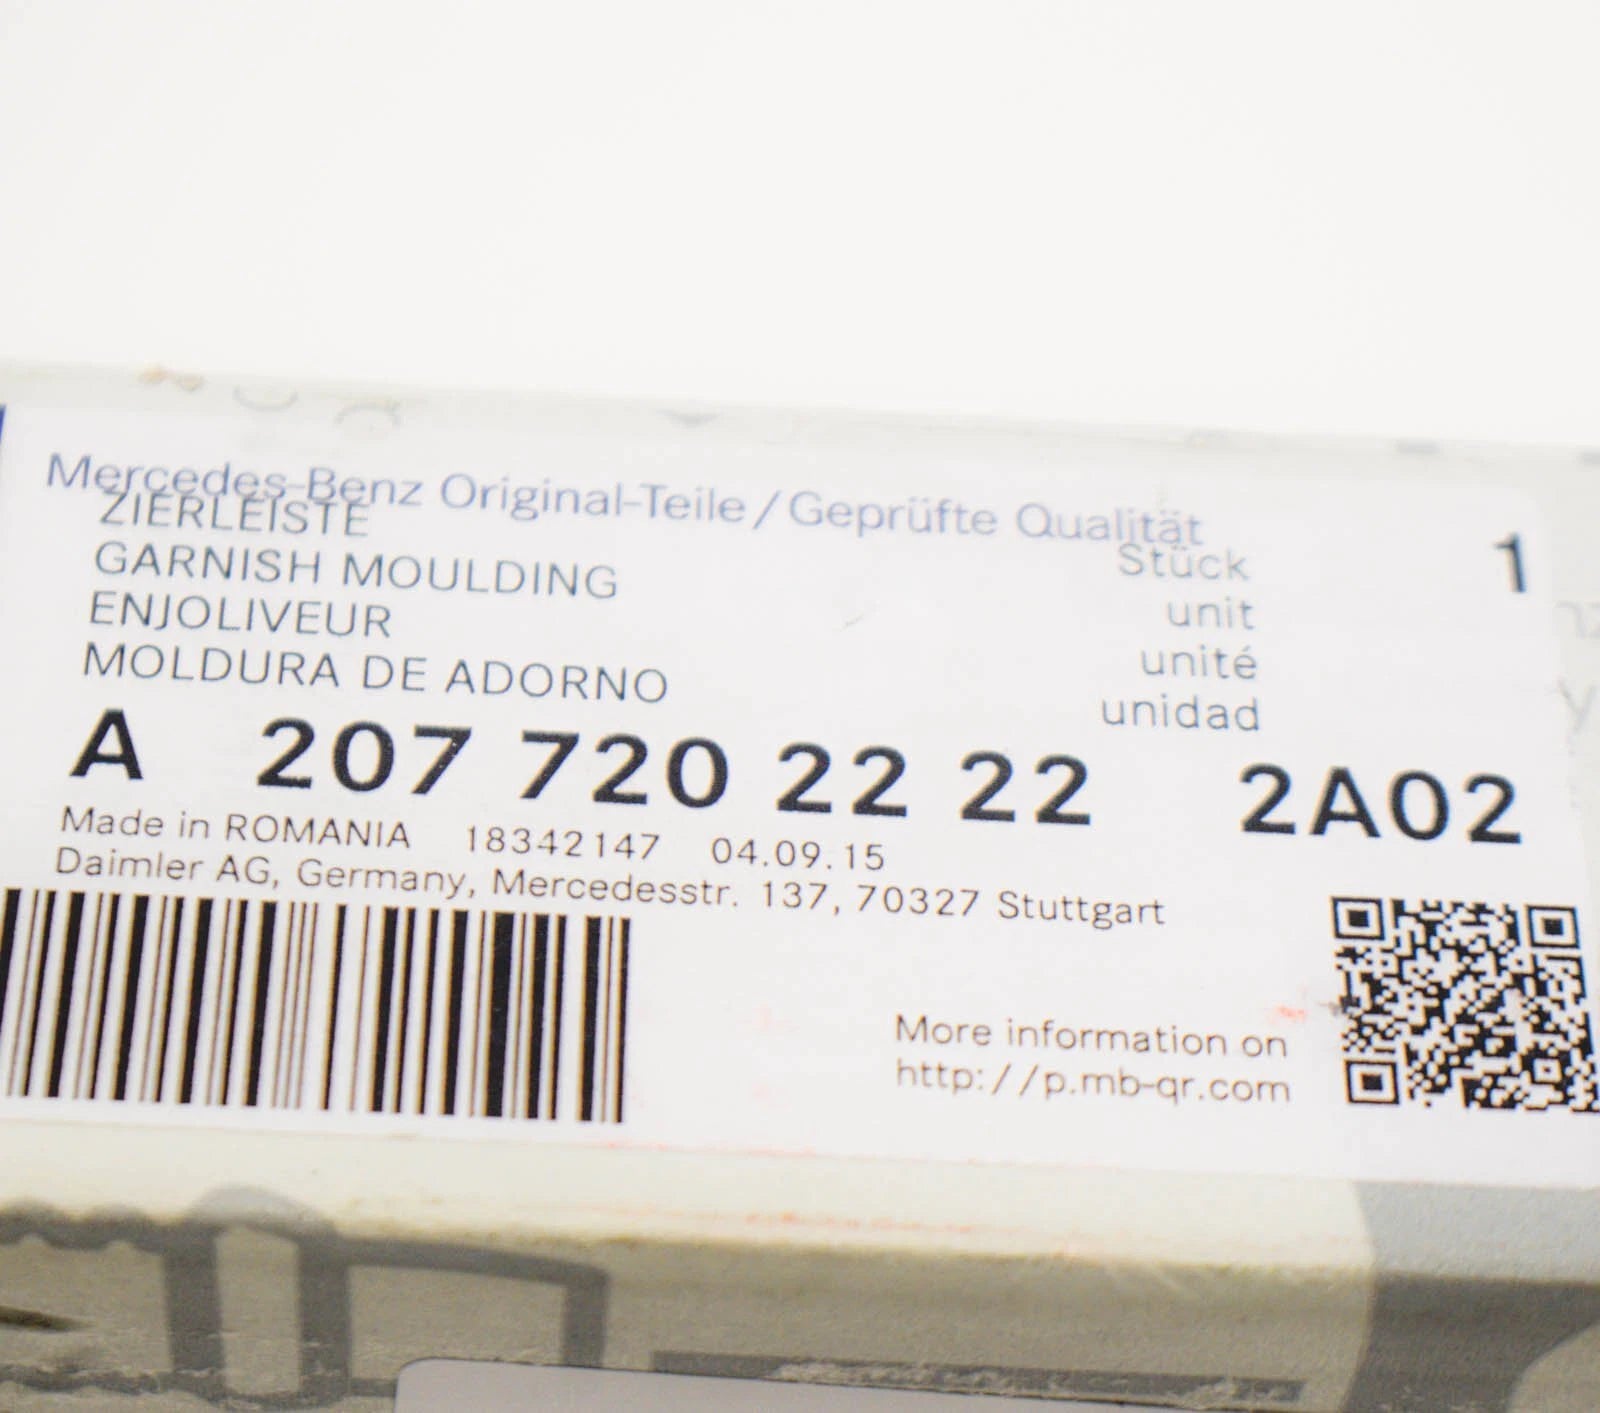 Mercedes-Benz Original-Teile / Geprüfte Qualität
ZIERLEISTE Stück 1
GARNISH MOULDING unit
ENJOLIVEUR unité
MOLDURA DE ADORNO unidad
A 207 720 22 22 2A02
Made in ROMANIA 18342147 04.09.15
Daimler AG, Germany, Mercedesstr. 137, 70327 Stuttgart
More information on
http://p.mb-qr.com